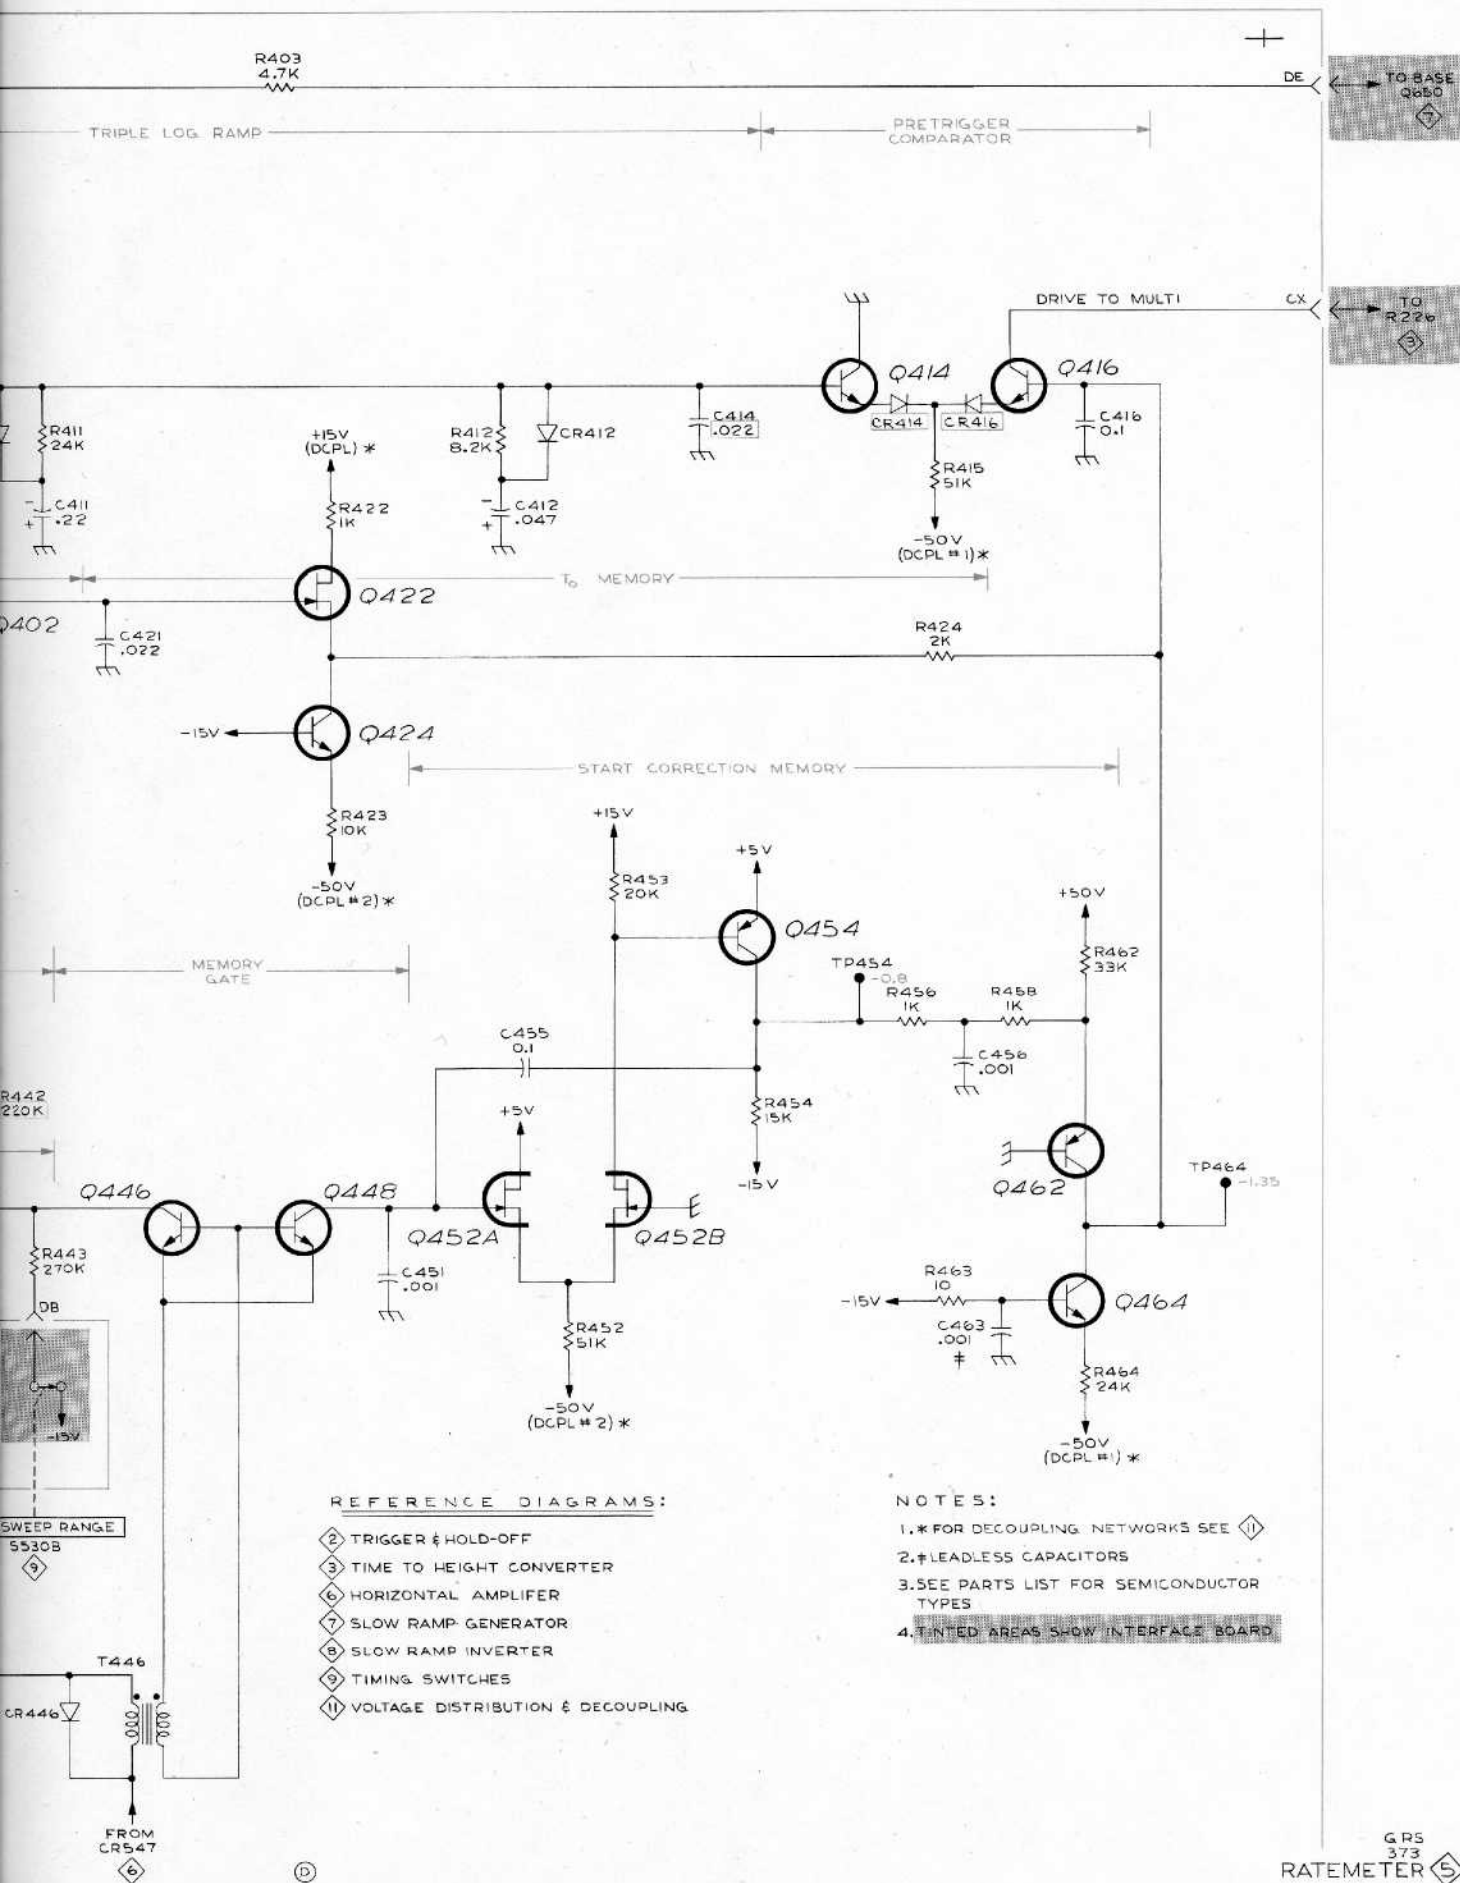 R403
4.7K
DE
TO BASE
Q650
7
TRIPLE LOG RAMP
PRETRIGGER
COMPARATOR
DRIVE TO MULTI
CX
TO
R226
3
Q414
Q416
R411
24K
+15V
(DCPL) *
R412
8.2K
CR412
C414
.022
CR414
CR416
C416
0.1
C411
.22
R422
1K
C412
.047
R415
51K
-50V
(DCPL #1) *
T0 MEMORY
Q422
Q402
C421
.022
R424
2K
-15V
Q424
START CORRECTION MEMORY
R423
10K
+15V
+5V
-50V
(DCPL #2) *
R453
20K
+50V
Q454
MEMORY
GATE
TP454
-0.8
R462
33K
R456
1K
R458
1K
C455
0.1
C456
.001
R442
220K
+5V
R454
15K
-15V
Q462
TP464
-1.35
Q446
Q448
Q452A
Q452B
R443
270K
C451
.001
DB
R463
10
-15V
Q464
C463
.001
‡
R452
51K
R464
24K
-50V
(DCPL #2) *
-15V
-50V
(DCPL #1) *
SWEEP RANGE
S530B
9
REFERENCE DIAGRAMS:
2 TRIGGER & HOLD-OFF
3 TIME TO HEIGHT CONVERTER
6 HORIZONTAL AMPLIFER
7 SLOW RAMP GENERATOR
8 SLOW RAMP INVERTER
9 TIMING SWITCHES
11 VOLTAGE DISTRIBUTION & DECOUPLING
NOTES:
1. * FOR DECOUPLING NETWORKS SEE 11
2. ‡ LEADLESS CAPACITORS
3. SEE PARTS LIST FOR SEMICONDUCTOR
TYPES
4. TINTED AREAS SHOW INTERFACE BOARD
T446
CR446
FROM
CR547
6
D
GRS
373
RATEMETER 5